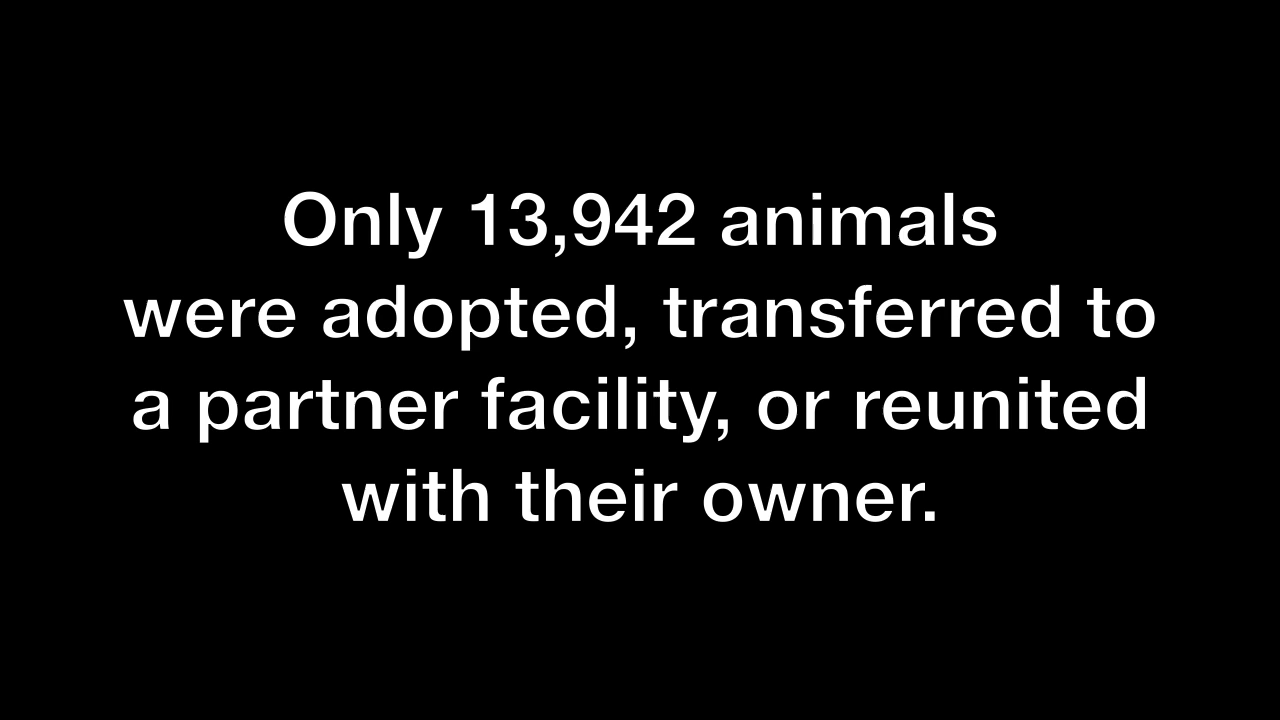 Only 13,942 animals
were adopted, transferred to
a partner facility, or reunited
with their owner.